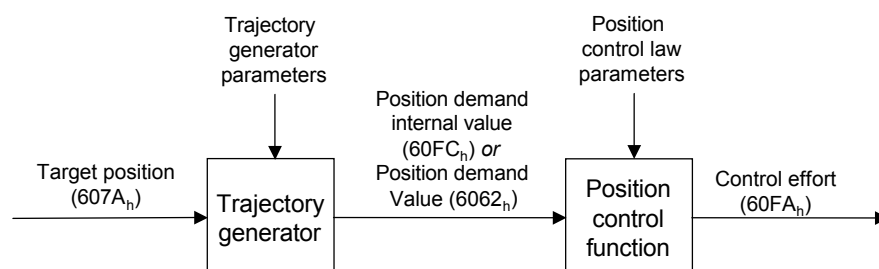 Trajectory
generator
parameters
Position
control law
parameters
Position demand
internal value
(60FCh) or
Position demand
Value (6062h)
Target position
(607Ah)
Trajectory
generator
Position
control
function
Control effort
(60FAh)